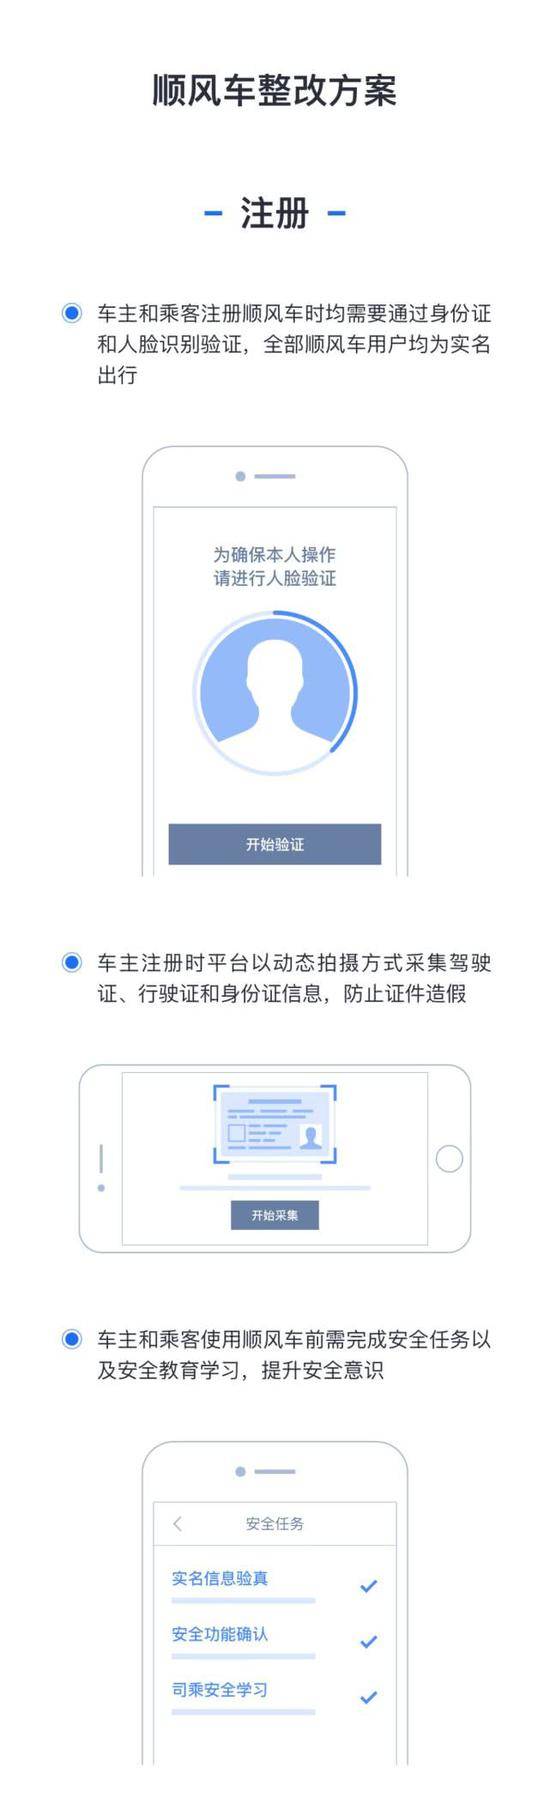 顺风车整改方案
注册
车主和乘客注册顺风车时均需要通过身份证
和人脸识别验证，全部顺风车用户均为实名
出行
为确保本人操作
请进行人脸验证
开始验证
车主注册时平台以动态拍摄方式采集驾驶
证、行驶证和身份证信息，防止证件造假
开始采集
车主和乘客使用顺风车前需完成安全任务以
及安全教育学习，提升安全意识
安全任务
实名信息验真
安全功能确认
司乘安全学习